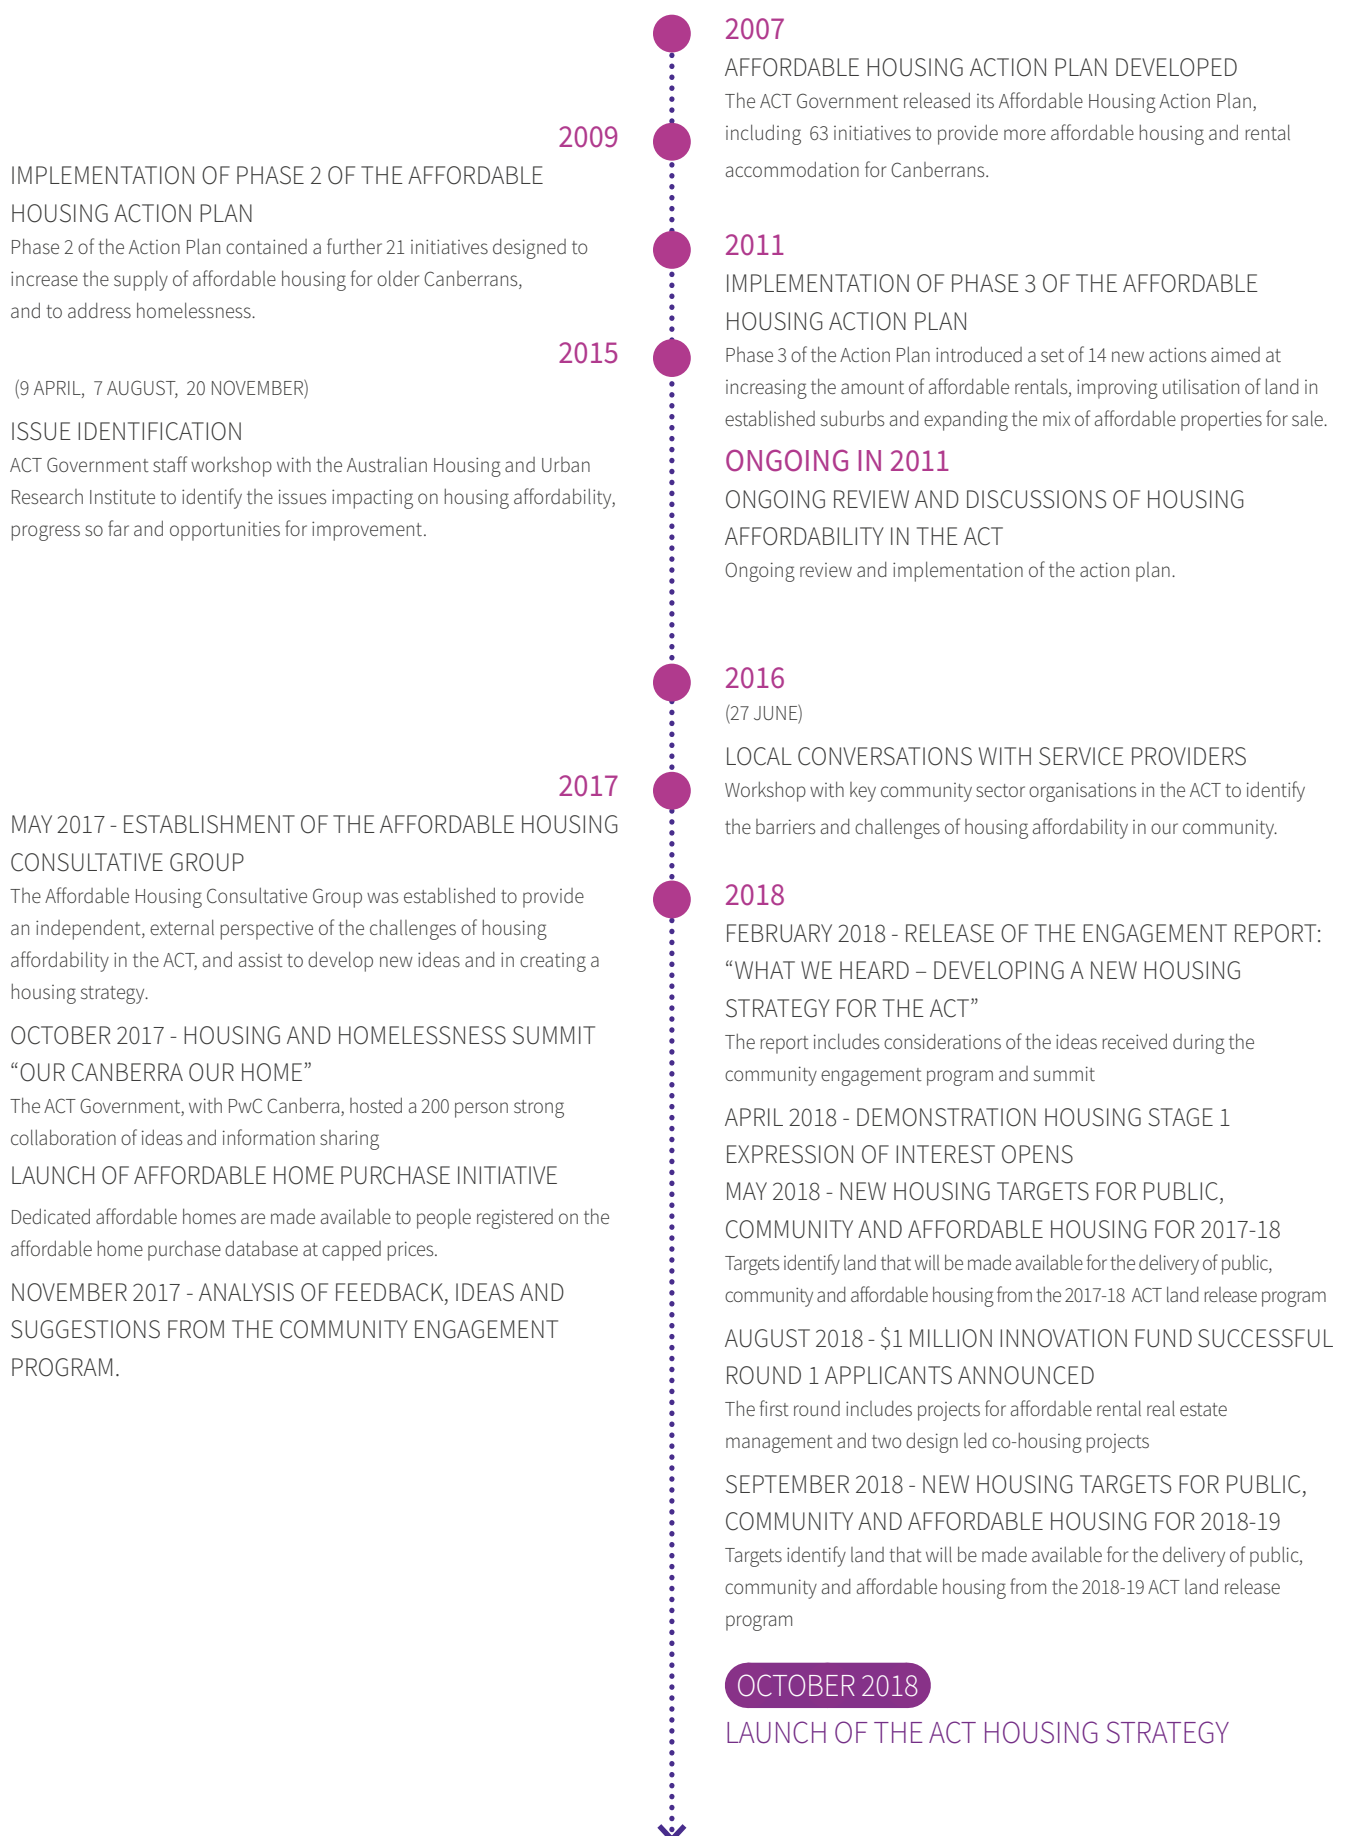 2007
AFFORDABLE HOUSING ACTION PLAN DEVELOPED
The ACT Government released its Affordable Housing Action Plan,
including 63 initiatives to provide more affordable housing and rental
accommodation for Canberrans.
2009
IMPLEMENTATION OF PHASE 2 OF THE AFFORDABLE
HOUSING ACTION PLAN
Phase 2 of the Action Plan contained a further 21 initiatives designed to
increase the supply of affordable housing for older Canberrans,
and to address homelessness.
2011
IMPLEMENTATION OF PHASE 3 OF THE AFFORDABLE
HOUSING ACTION PLAN
Phase 3 of the Action Plan introduced a set of 14 new actions aimed at
increasing the amount of affordable rentals, improving utilisation of land in
established suburbs and expanding the mix of affordable properties for sale.
ONGOING IN 2011
ONGOING REVIEW AND DISCUSSIONS OF HOUSING
AFFORDABILITY IN THE ACT
Ongoing review and implementation of the action plan.
2015
(9 APRIL, 7 AUGUST, 20 NOVEMBER)
ISSUE IDENTIFICATION
ACT Government staff workshop with the Australian Housing and Urban
Research Institute to identify the issues impacting on housing affordability,
progress so far and opportunities for improvement.
2016
(27 JUNE)
LOCAL CONVERSATIONS WITH SERVICE PROVIDERS
Workshop with key community sector organisations in the ACT to identify
the barriers and challenges of housing affordability in our community.
2017
MAY 2017 - ESTABLISHMENT OF THE AFFORDABLE HOUSING
CONSULTATIVE GROUP
The Affordable Housing Consultative Group was established to provide
an independent, external perspective of the challenges of housing
affordability in the ACT, and assist to develop new ideas and in creating a
housing strategy.
OCTOBER 2017 - HOUSING AND HOMELESSNESS SUMMIT
“OUR CANBERRA OUR HOME”
The ACT Government, with PwC Canberra, hosted a 200 person strong
collaboration of ideas and information sharing
LAUNCH OF AFFORDABLE HOME PURCHASE INITIATIVE
Dedicated affordable homes are made available to people registered on the
affordable home purchase database at capped prices.
NOVEMBER 2017 - ANALYSIS OF FEEDBACK, IDEAS AND
SUGGESTIONS FROM THE COMMUNITY ENGAGEMENT
PROGRAM.
2018
FEBRUARY 2018 - RELEASE OF THE ENGAGEMENT REPORT:
“WHAT WE HEARD – DEVELOPING A NEW HOUSING
STRATEGY FOR THE ACT”
The report includes considerations of the ideas received during the
community engagement program and summit
APRIL 2018 - DEMONSTRATION HOUSING STAGE 1
EXPRESSION OF INTEREST OPENS
MAY 2018 - NEW HOUSING TARGETS FOR PUBLIC,
COMMUNITY AND AFFORDABLE HOUSING FOR 2017-18
Targets identify land that will be made available for the delivery of public,
community and affordable housing from the 2017-18 ACT land release program
AUGUST 2018 - $1 MILLION INNOVATION FUND SUCCESSFUL
ROUND 1 APPLICANTS ANNOUNCED
The first round includes projects for affordable rental real estate
management and two design led co-housing projects
SEPTEMBER 2018 - NEW HOUSING TARGETS FOR PUBLIC,
COMMUNITY AND AFFORDABLE HOUSING FOR 2018-19
Targets identify land that will be made available for the delivery of public,
community and affordable housing from the 2018-19 ACT land release
program
OCTOBER 2018
LAUNCH OF THE ACT HOUSING STRATEGY